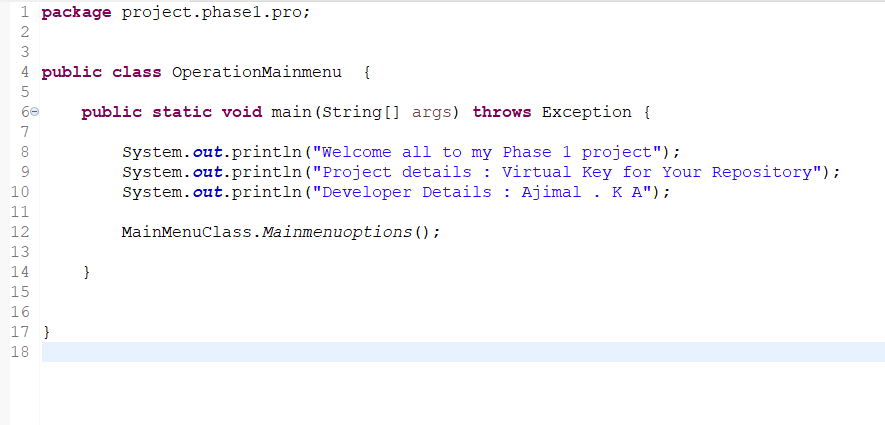 1 package project.phase1.pro;
2
3
4 public class OperationMainmenu  {
5
6 public static void main(String[] args) throws Exception {
7
8 System.out.println("Welcome all to my Phase 1 project");
9 System.out.println("Project details : Virtual Key for Your Repository");
10 System.out.println("Developer Details : Ajimal . K A");
11
12 MainMenuClass.Mainmenuoptions();
13
14 }
15
16
17 }
18